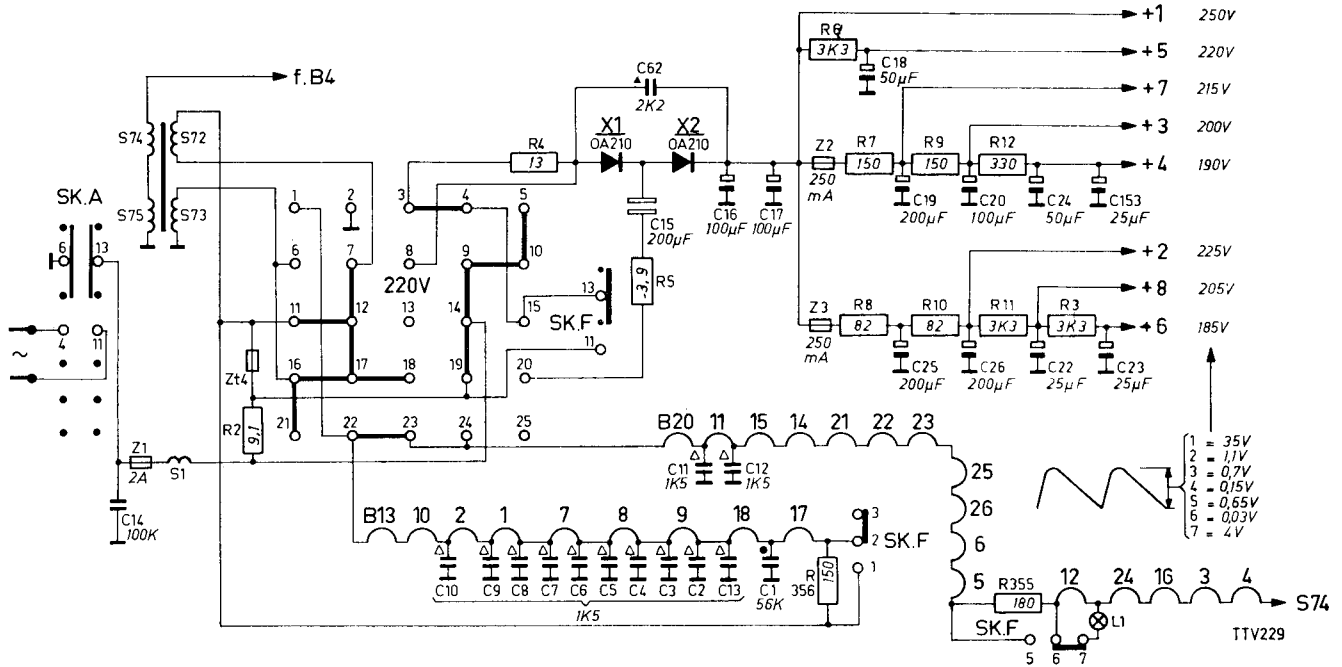 +1 250V
R6
3K3
+5 220V
C18
50µF
+7 215V
+3 200V
f.B4
C62
2K2
X1
OA210
X2
OA210
R4
13
Z2
250
mA
R7
150
R9
150
R12
330
+4 190V
S74 S72
S75 S73
SK.A
6 13
4 11
~
1 2 3 4 5
6 7 8 9 10
220V
11 12 13 14 15
16 17 18 19 20
21 22 23 24 25
C15
200µF
C16
100µF
C17
100µF
C19
200µF
C20
100µF
C24
50µF
C153
25µF
R5
3,9
13
SK.F
11
+2 225V
+8 205V
Z3
250
mA
R8
82
R10
82
R11
3K3
R3
3K3
+6 185V
C25
200µF
C26
200µF
C22
25µF
C23
25µF
Zt4
R2
9,1
Z1
2A
S1
C14
100K
B20 11 15 14 21 22 23
C11
1K5
C12
1K5
25
26
6
5
1 = 35V
2 = 1,1V
3 = 0,7V
4 = 0,15V
5 = 0,65V
6 = 0,03V
7 = 4V
B13 10 2 1 7 8 9 18 17
C10 C9 C8 C7 C6 C5 C4 C3 C2 C13
1K5
C1
56K
R
356
150
3
2
1
SK.F
R355
180
12 24 16 3 4
S74
L1
SK.F
5 6 7
TTV229